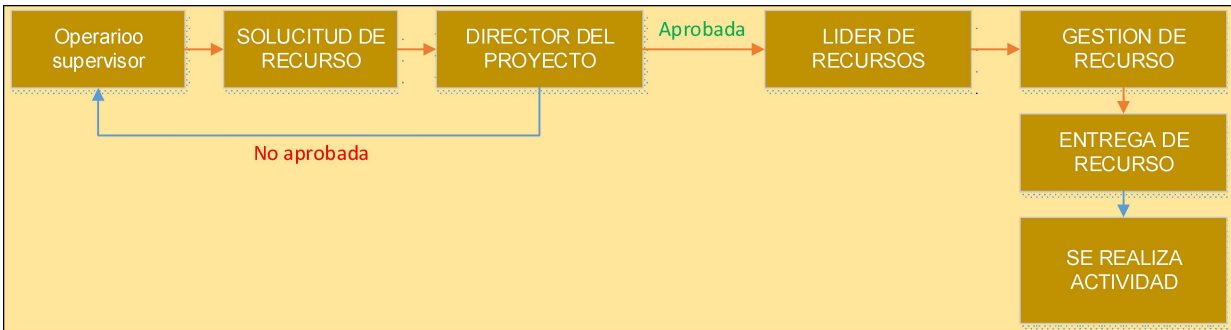 Operarioo
supervisor
SOLUCITUD DE
RECURSO
DIRECTOR DEL
PROYECTO
Aprobada
LIDER DE
RECURSOS
GESTION DE
RECURSO
No aprobada
ENTREGA DE
RECURSO
SE REALIZA
ACTIVIDAD